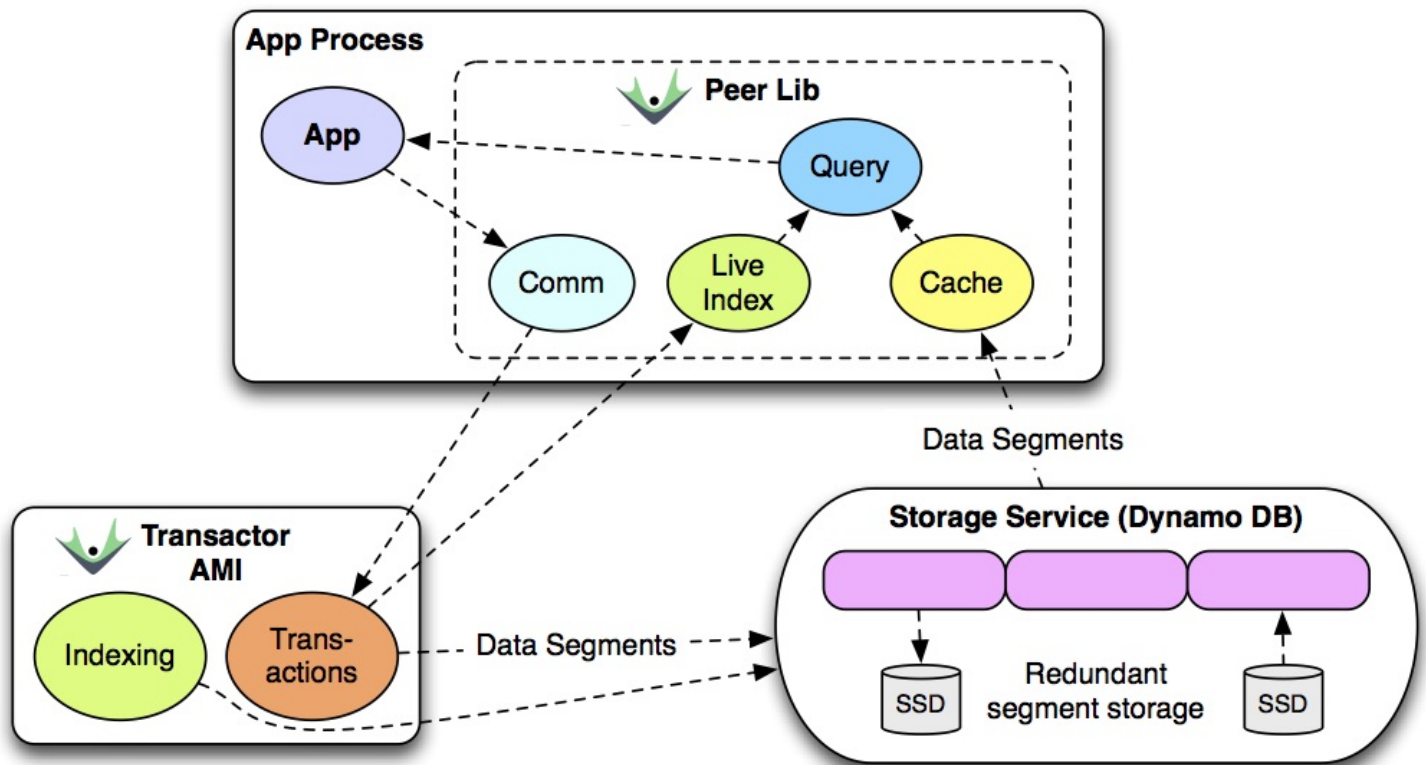 App Process
Peer Lib
App
Query
Comm
Live
Index
Cache
Data Segments
Transactor
AMI
Indexing
Trans-
actions
Data Segments
Storage Service (Dynamo DB)
Redundant
segment storage
SSD
SSD